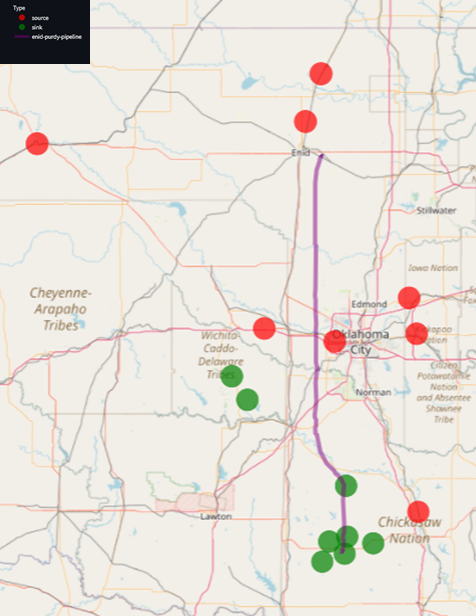 Type
source
sink
enid-purdy-pipeline
Enid
Stillwater
Iowa Nation
Cheyenne-
Arapaho
Tribes
Edmond
Wichita-
Caddo-
Delaware
Tribes
Oklahoma
City
Nation
Citizen
Potawatomi
Nation
and Absentee
Shawnee
Tribe
Norman
Lawton
Chickasaw
Nation